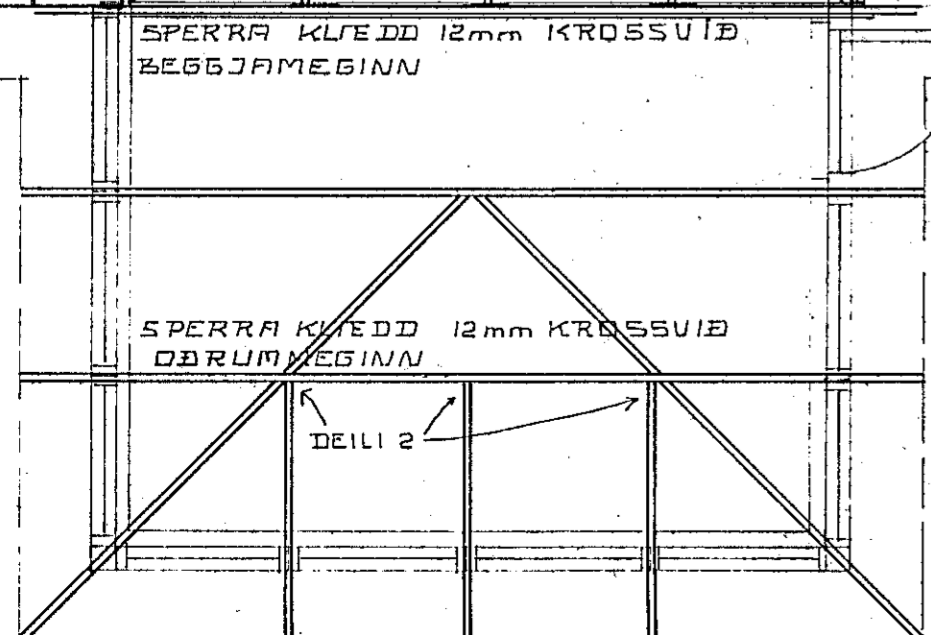 SPERRA KLÆDD 12mm KROSSVIÐ
BEGGJAMEGINN
SPERRA KLÆDD 12mm KROSSVIÐ
ÖÐRUMMEGINN
DEILI 2